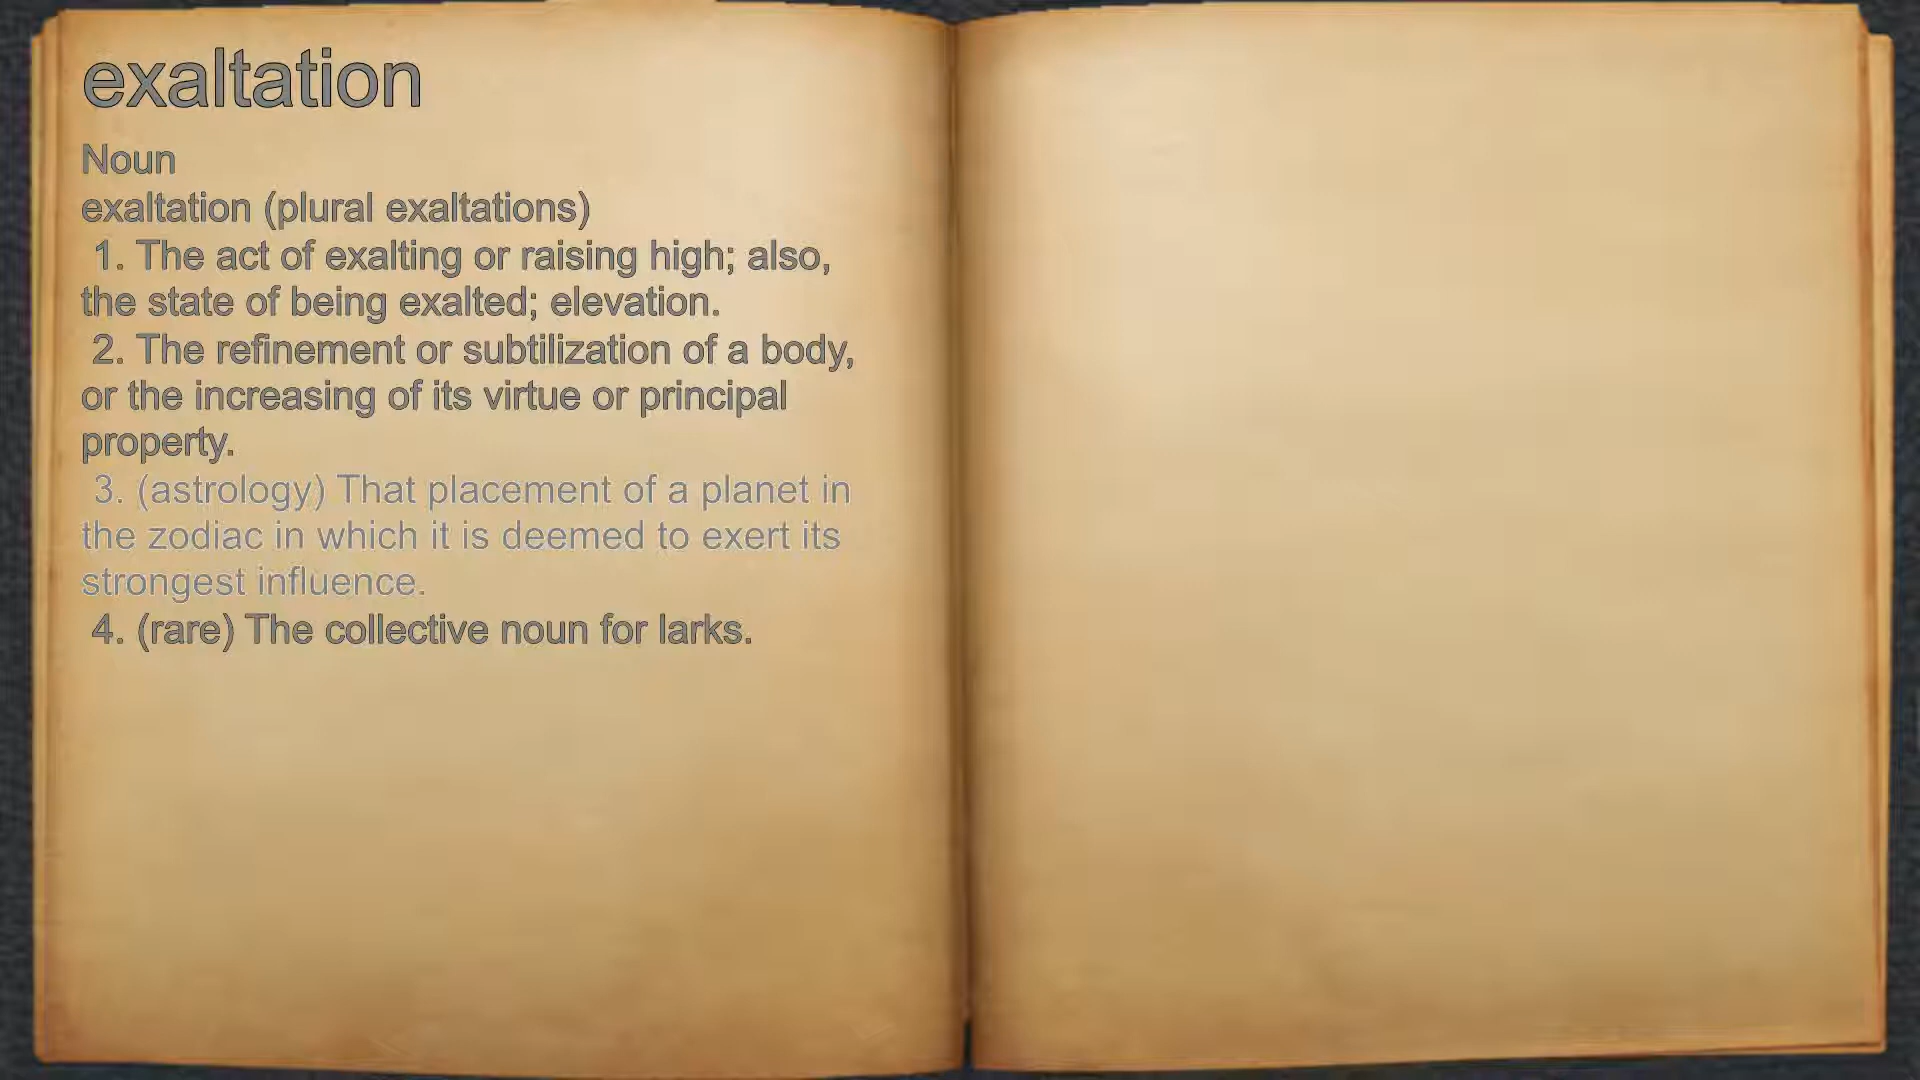 exaltation
Noun
exaltation (plural exaltations)
1. The act of exalting or raising high; also,
the state of being exalted; elevation.
2. The refinement or subtilization of a body,
or the increasing of its virtue or principal
property.
3. (astrology) That placement of a planet in
the zodiac in which it is deemed to exert its
strongest influence.
4. (rare) The collective noun for larks.